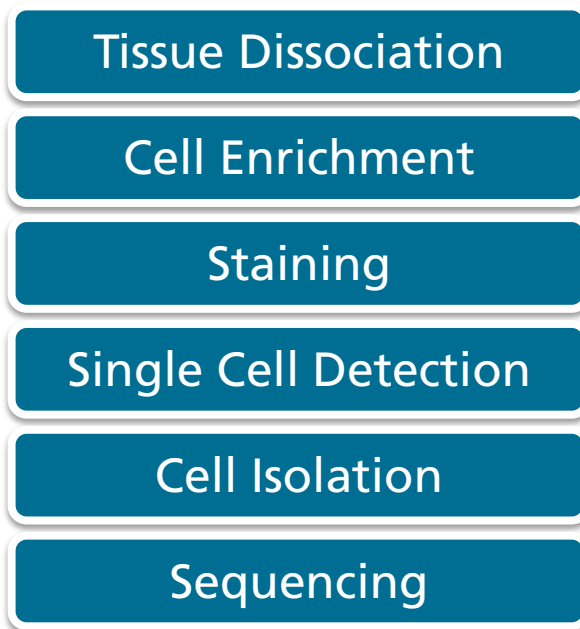 Tissue Dissociation
Cell Enrichment
Staining
Single Cell Detection
Cell Isolation
Sequencing